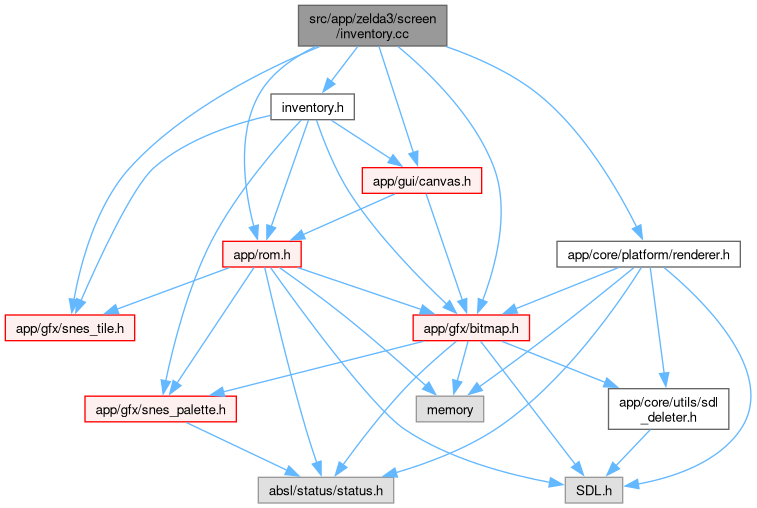 src/app/zelda3/screen
/inventory.cc
inventory.h
app/gui/canvas.h
app/rom.h
app/core/platform/renderer.h
app/gfx/snes_tile.h
app/gfx/bitmap.h
app/gfx/snes_palette.h
memory
app/core/utils/sdl
_deleter.h
absl/status/status.h
SDL.h